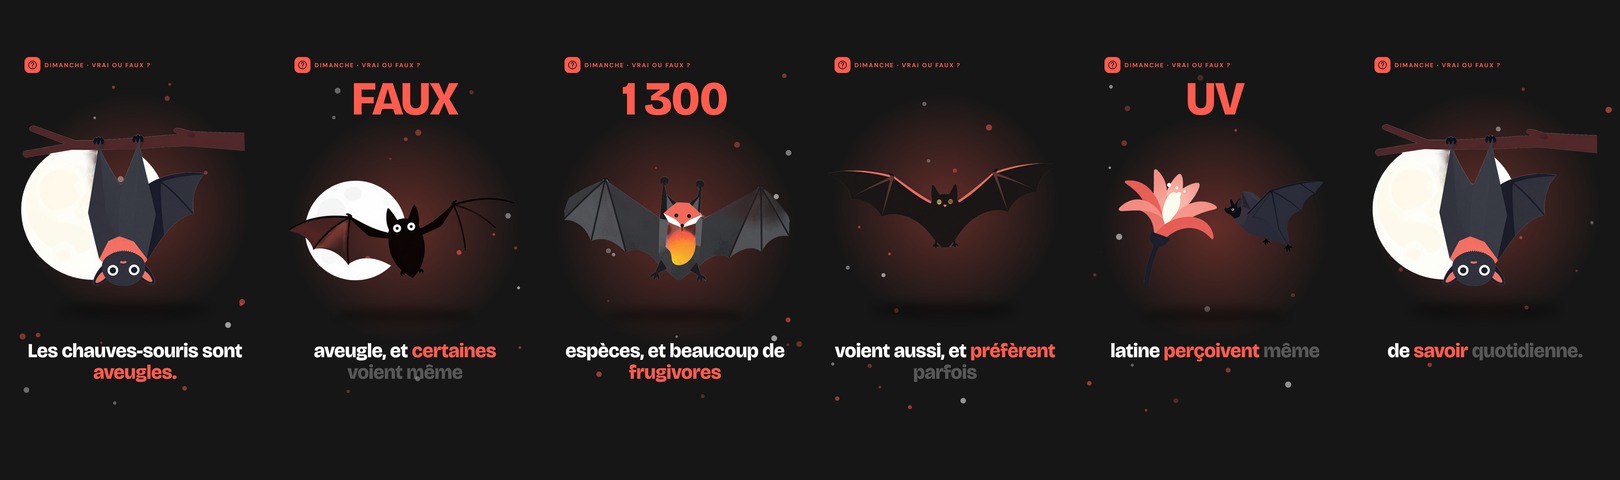 DIMANCHE · VRAI OU FAUX ?
Les chauves-souris sont
aveugles.
DIMANCHE · VRAI OU FAUX ?
FAUX
aveugle, et certaines
voient même
DIMANCHE · VRAI OU FAUX ?
1 300
espèces, et beaucoup de
frugivores
DIMANCHE · VRAI OU FAUX ?
voient aussi, et préfèrent
parfois
DIMANCHE · VRAI OU FAUX ?
UV
latine perçoivent même
DIMANCHE · VRAI OU FAUX ?
de savoir quotidienne.